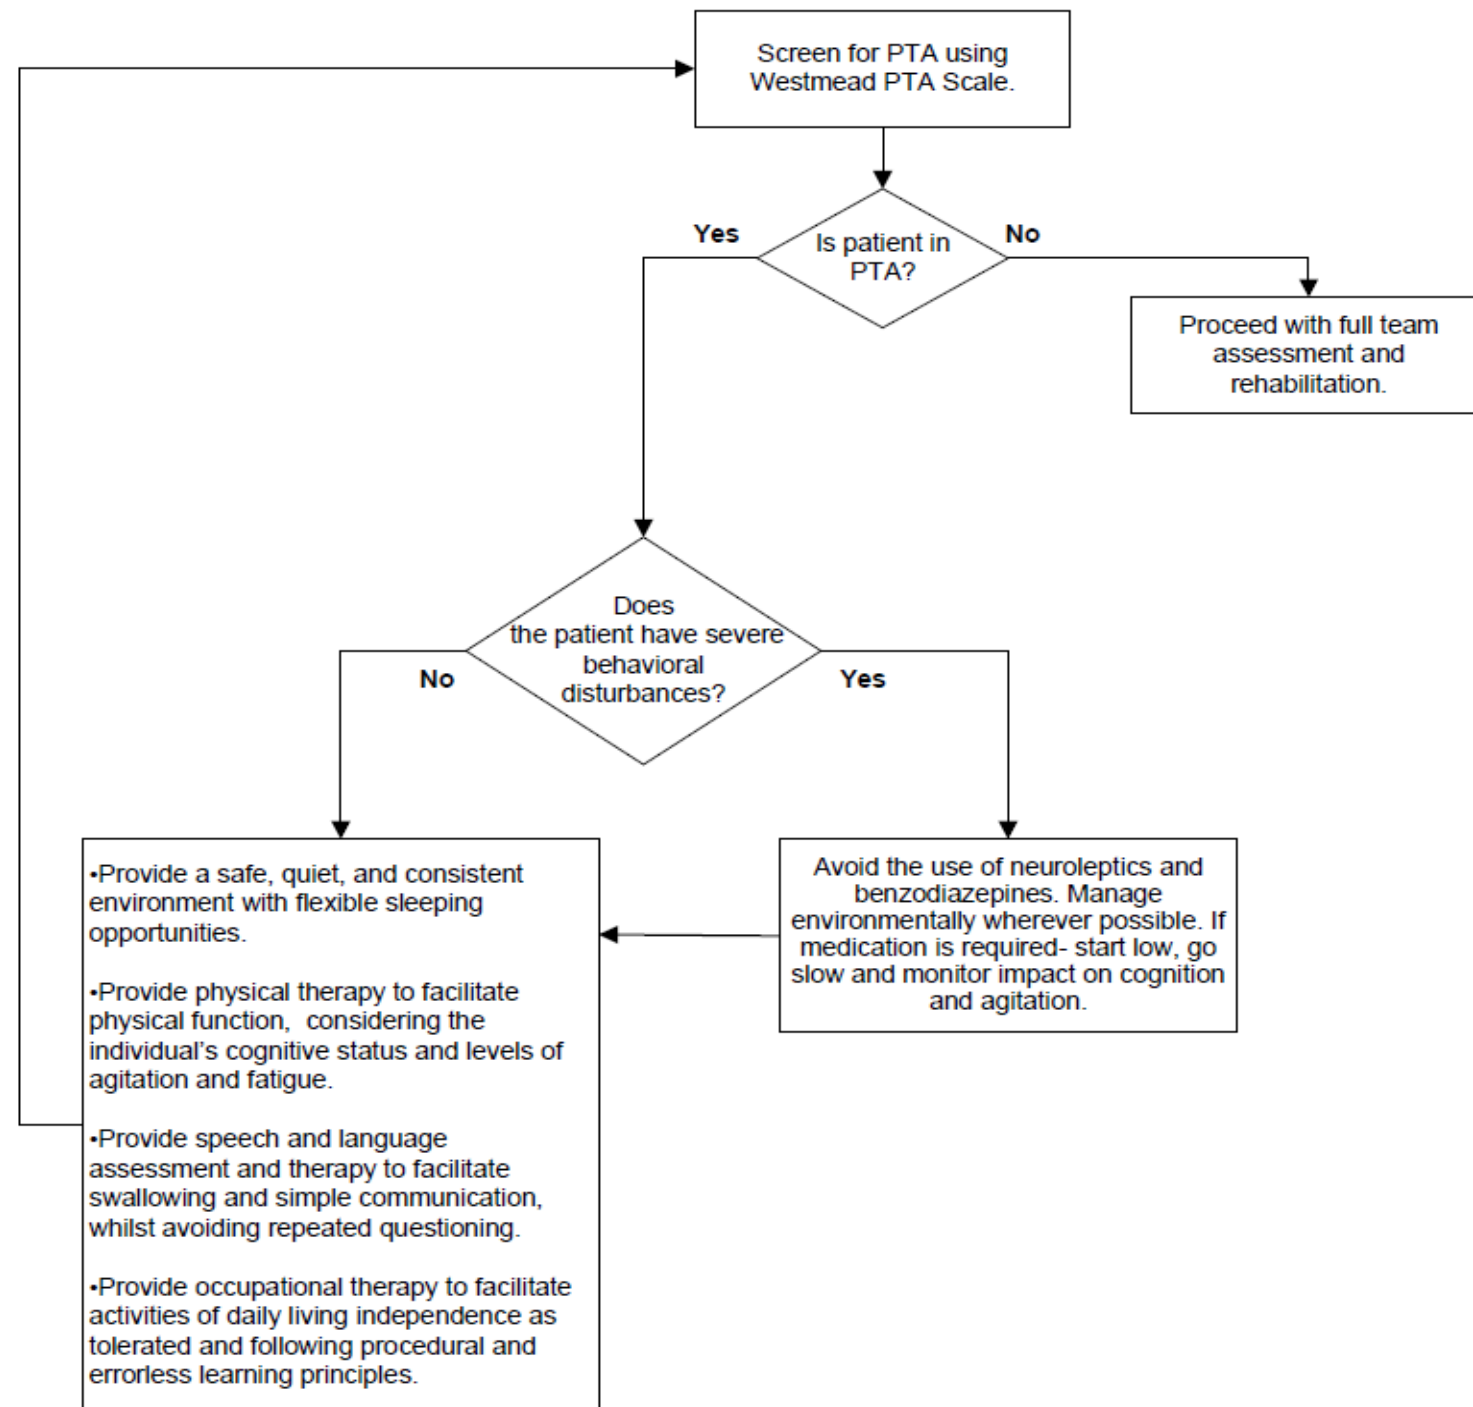 Screen for PTA using
Westmead PTA Scale.
Yes
Is patient in
PTA?
No
Proceed with full team
assessment and
rehabilitation.
Does
the patient have severe
behavioral
disturbances?
No
Yes
•Provide a safe, quiet, and consistent
environment with flexible sleeping
opportunities.
•Provide physical therapy to facilitate
physical function,  considering the
individual’s cognitive status and levels of
agitation and fatigue.
•Provide speech and language
assessment and therapy to facilitate
swallowing and simple communication,
whilst avoiding repeated questioning.
•Provide occupational therapy to facilitate
activities of daily living independence as
tolerated and following procedural and
errorless learning principles.
Avoid the use of neuroleptics and
benzodiazepines. Manage
environmentally wherever possible. If
medication is required- start low, go
slow and monitor impact on cognition
and agitation.